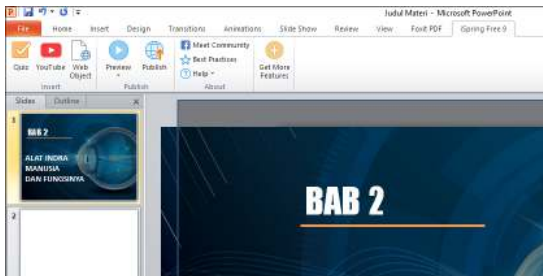 Judul Materi - Microsoft PowerPoint
File Home Insert Design Transitions Animations Slide Show Review View Foxit PDF iSpring Free 9
Quiz YouTube Web Object Preview Publish Meet Community Get More Features
Best Practices
Help
Insert Publish About
Slides Outline
1
BAB 2
ALAT INDRA
MANUSIA
DAN FUNGSINYA
2
BAB 2